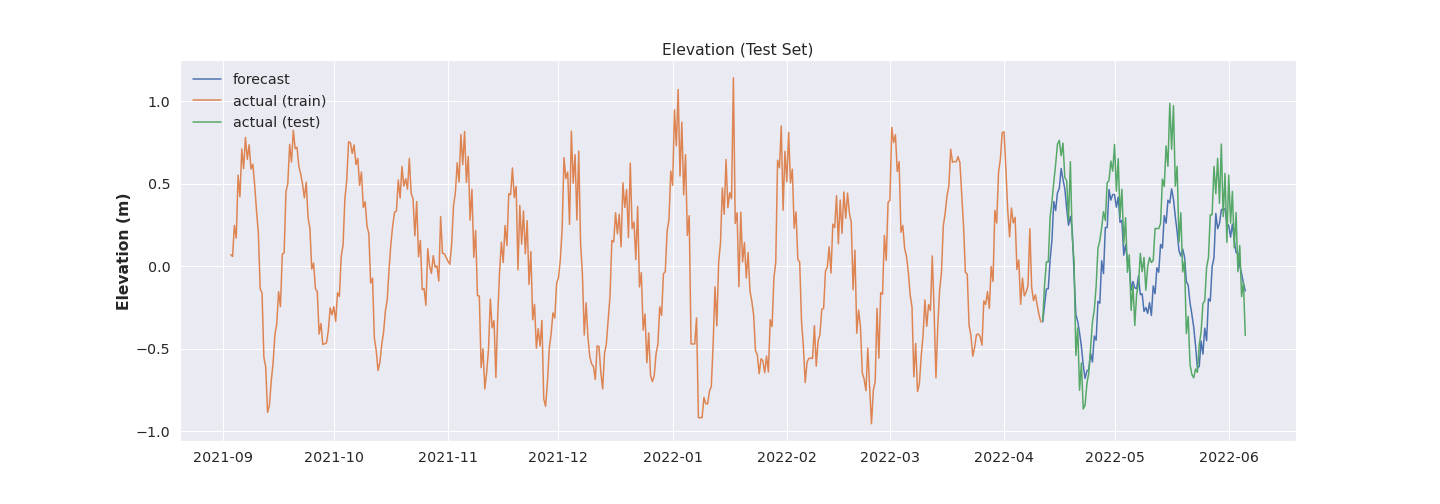 Elevation (Test Set)
forecast
actual (train)
actual (test)
Elevation (m)
1.0
0.5
0.0
−0.5
−1.0
2021-09 2021-10 2021-11 2021-12 2022-01 2022-02 2022-03 2022-04 2022-05 2022-06